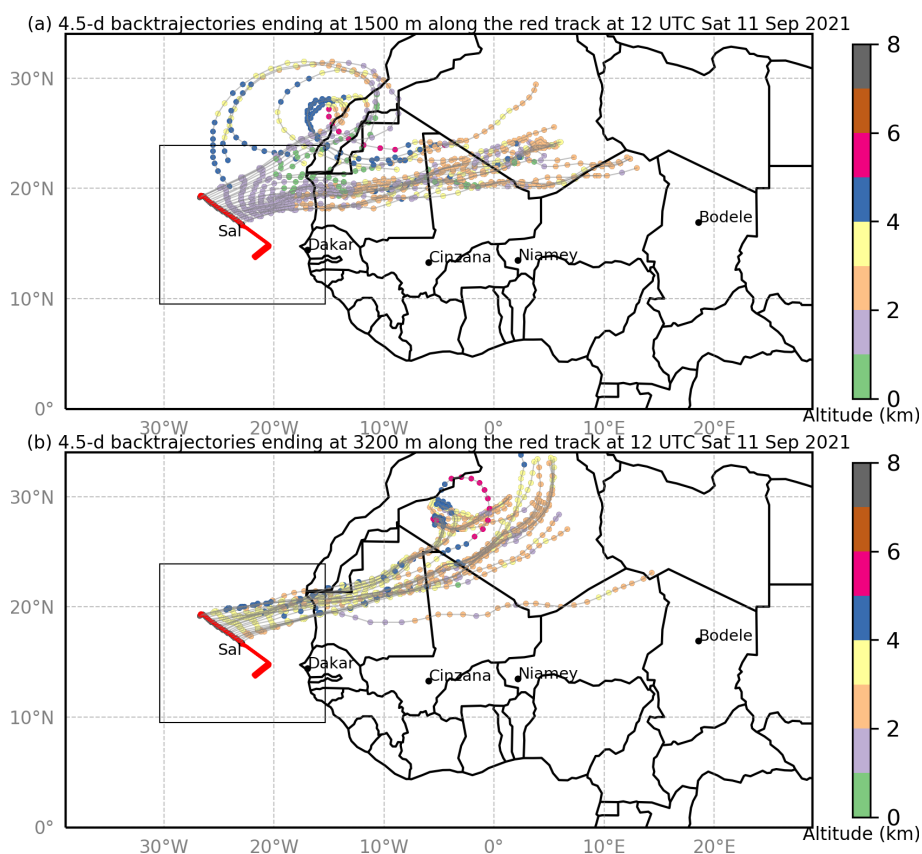 (a) 4.5-d backtrajectories ending at 1500 m along the red track at 12 UTC Sat 11 Sep 2021
30°N
20°N
10°N
0°
Sal
Dakar
Cinzana
Niamey
Bodele
30°W
20°W
10°W
0°
10°E
20°E
8
6
4
2
0
Altitude (km)
(b) 4.5-d backtrajectories ending at 3200 m along the red track at 12 UTC Sat 11 Sep 2021
30°N
20°N
10°N
0°
Sal
Dakar
Cinzana
Niamey
Bodele
30°W
20°W
10°W
0°
10°E
20°E
8
6
4
2
0
Altitude (km)